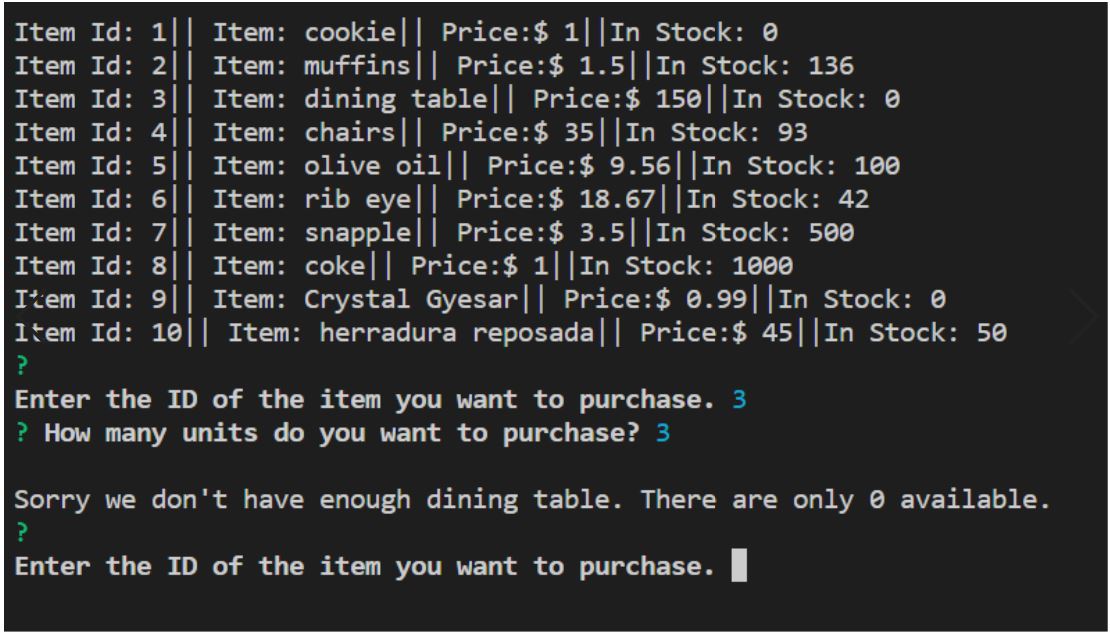 Item Id: 1|| Item: cookie|| Price:$ 1||In Stock: 0
Item Id: 2|| Item: muffins|| Price:$ 1.5||In Stock: 136
Item Id: 3|| Item: dining table|| Price:$ 150||In Stock: 0
Item Id: 4|| Item: chairs|| Price:$ 35||In Stock: 93
Item Id: 5|| Item: olive oil|| Price:$ 9.56||In Stock: 100
Item Id: 6|| Item: rib eye|| Price:$ 18.67||In Stock: 42
Item Id: 7|| Item: snapple|| Price:$ 3.5||In Stock: 500
Item Id: 8|| Item: coke|| Price:$ 1||In Stock: 1000
Item Id: 9|| Item: Crystal Gyesar|| Price:$ 0.99||In Stock: 0
Item Id: 10|| Item: herradura reposada|| Price:$ 45||In Stock: 50
?
Enter the ID of the item you want to purchase. 3
? How many units do you want to purchase? 3
Sorry we don't have enough dining table. There are only 0 available.
?
Enter the ID of the item you want to purchase.